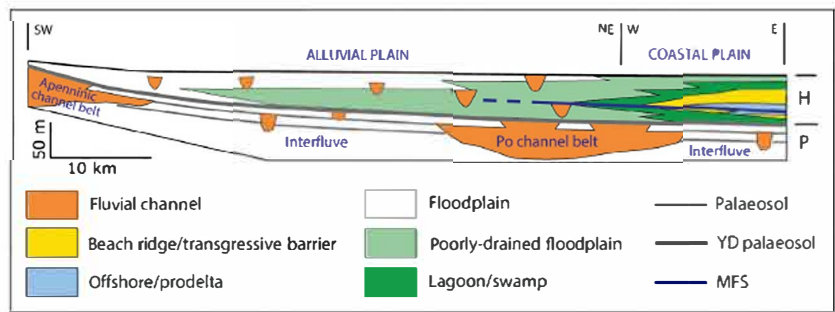 SW
NE
W
E
ALLUVIAL PLAIN
COASTAL PLAIN
Apenninic
channel belt
H
50 m
10 km
Interfluve
Po channel belt
Interfluve
P
Fluvial channel
Floodplain
Palaeosol
Beach ridge/transgressive barrier
Poorly-drained floodplain
YD palaeosol
Offshore/prodelta
Lagoon/swamp
MFS